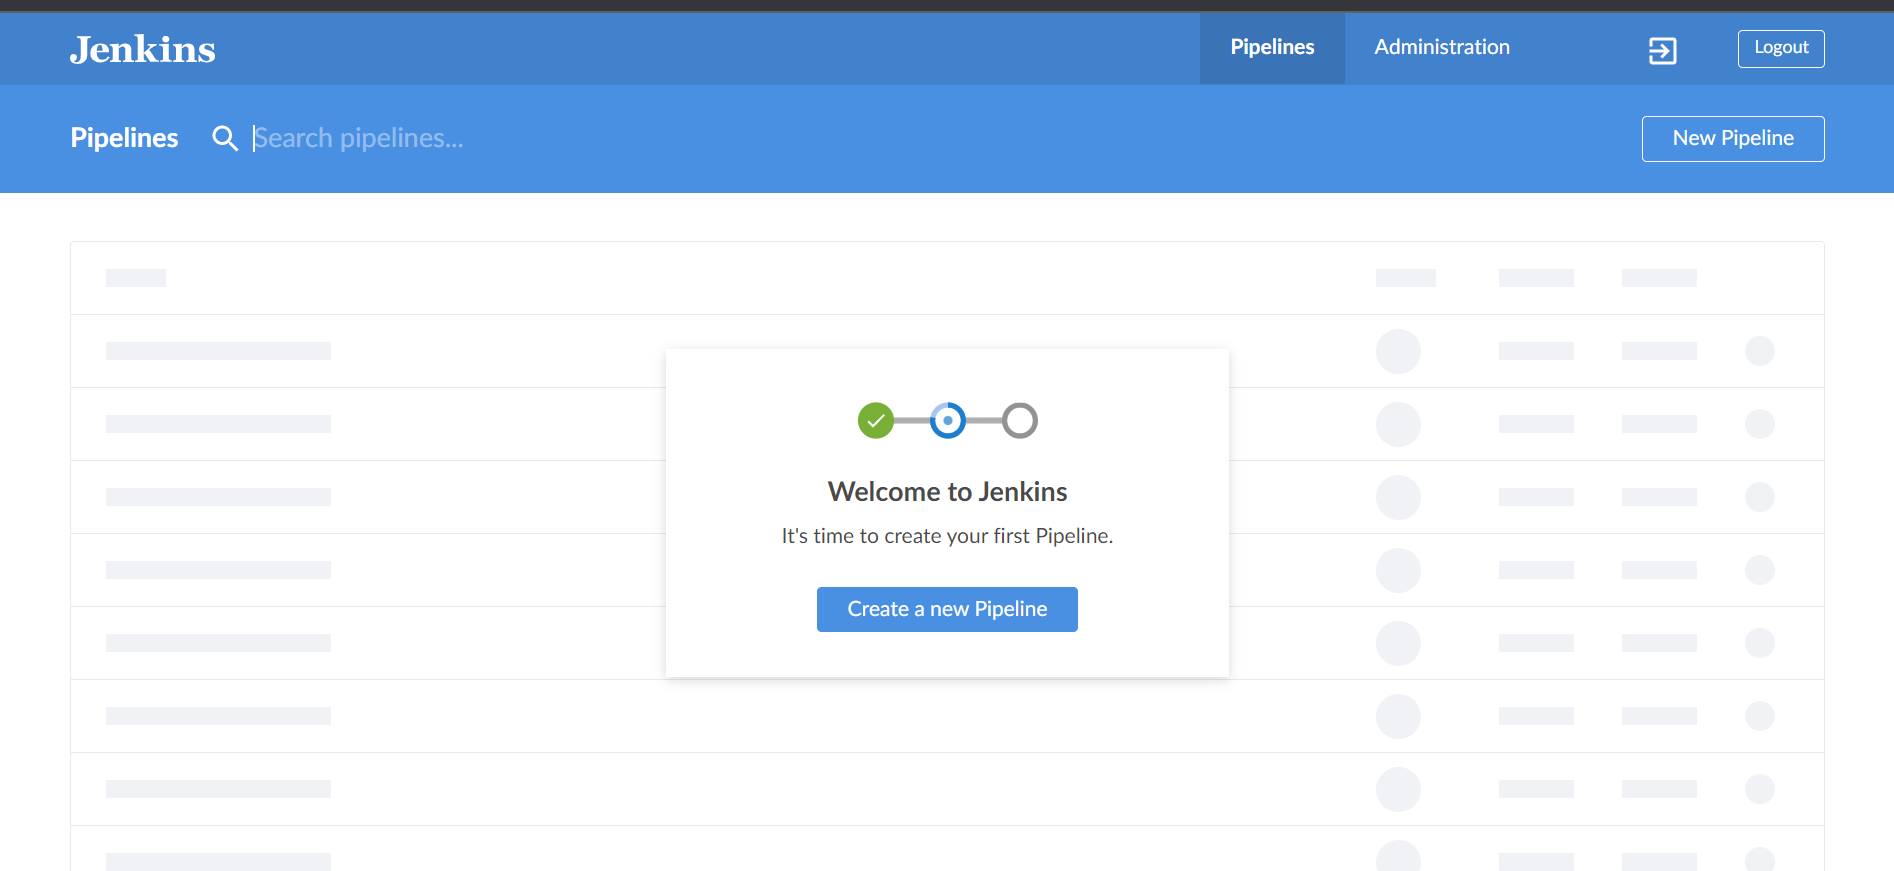 Jenkins
Pipelines
Administration
Logout
Pipelines
Search pipelines...
New Pipeline
Welcome to Jenkins
It's time to create your first Pipeline.
Create a new Pipeline